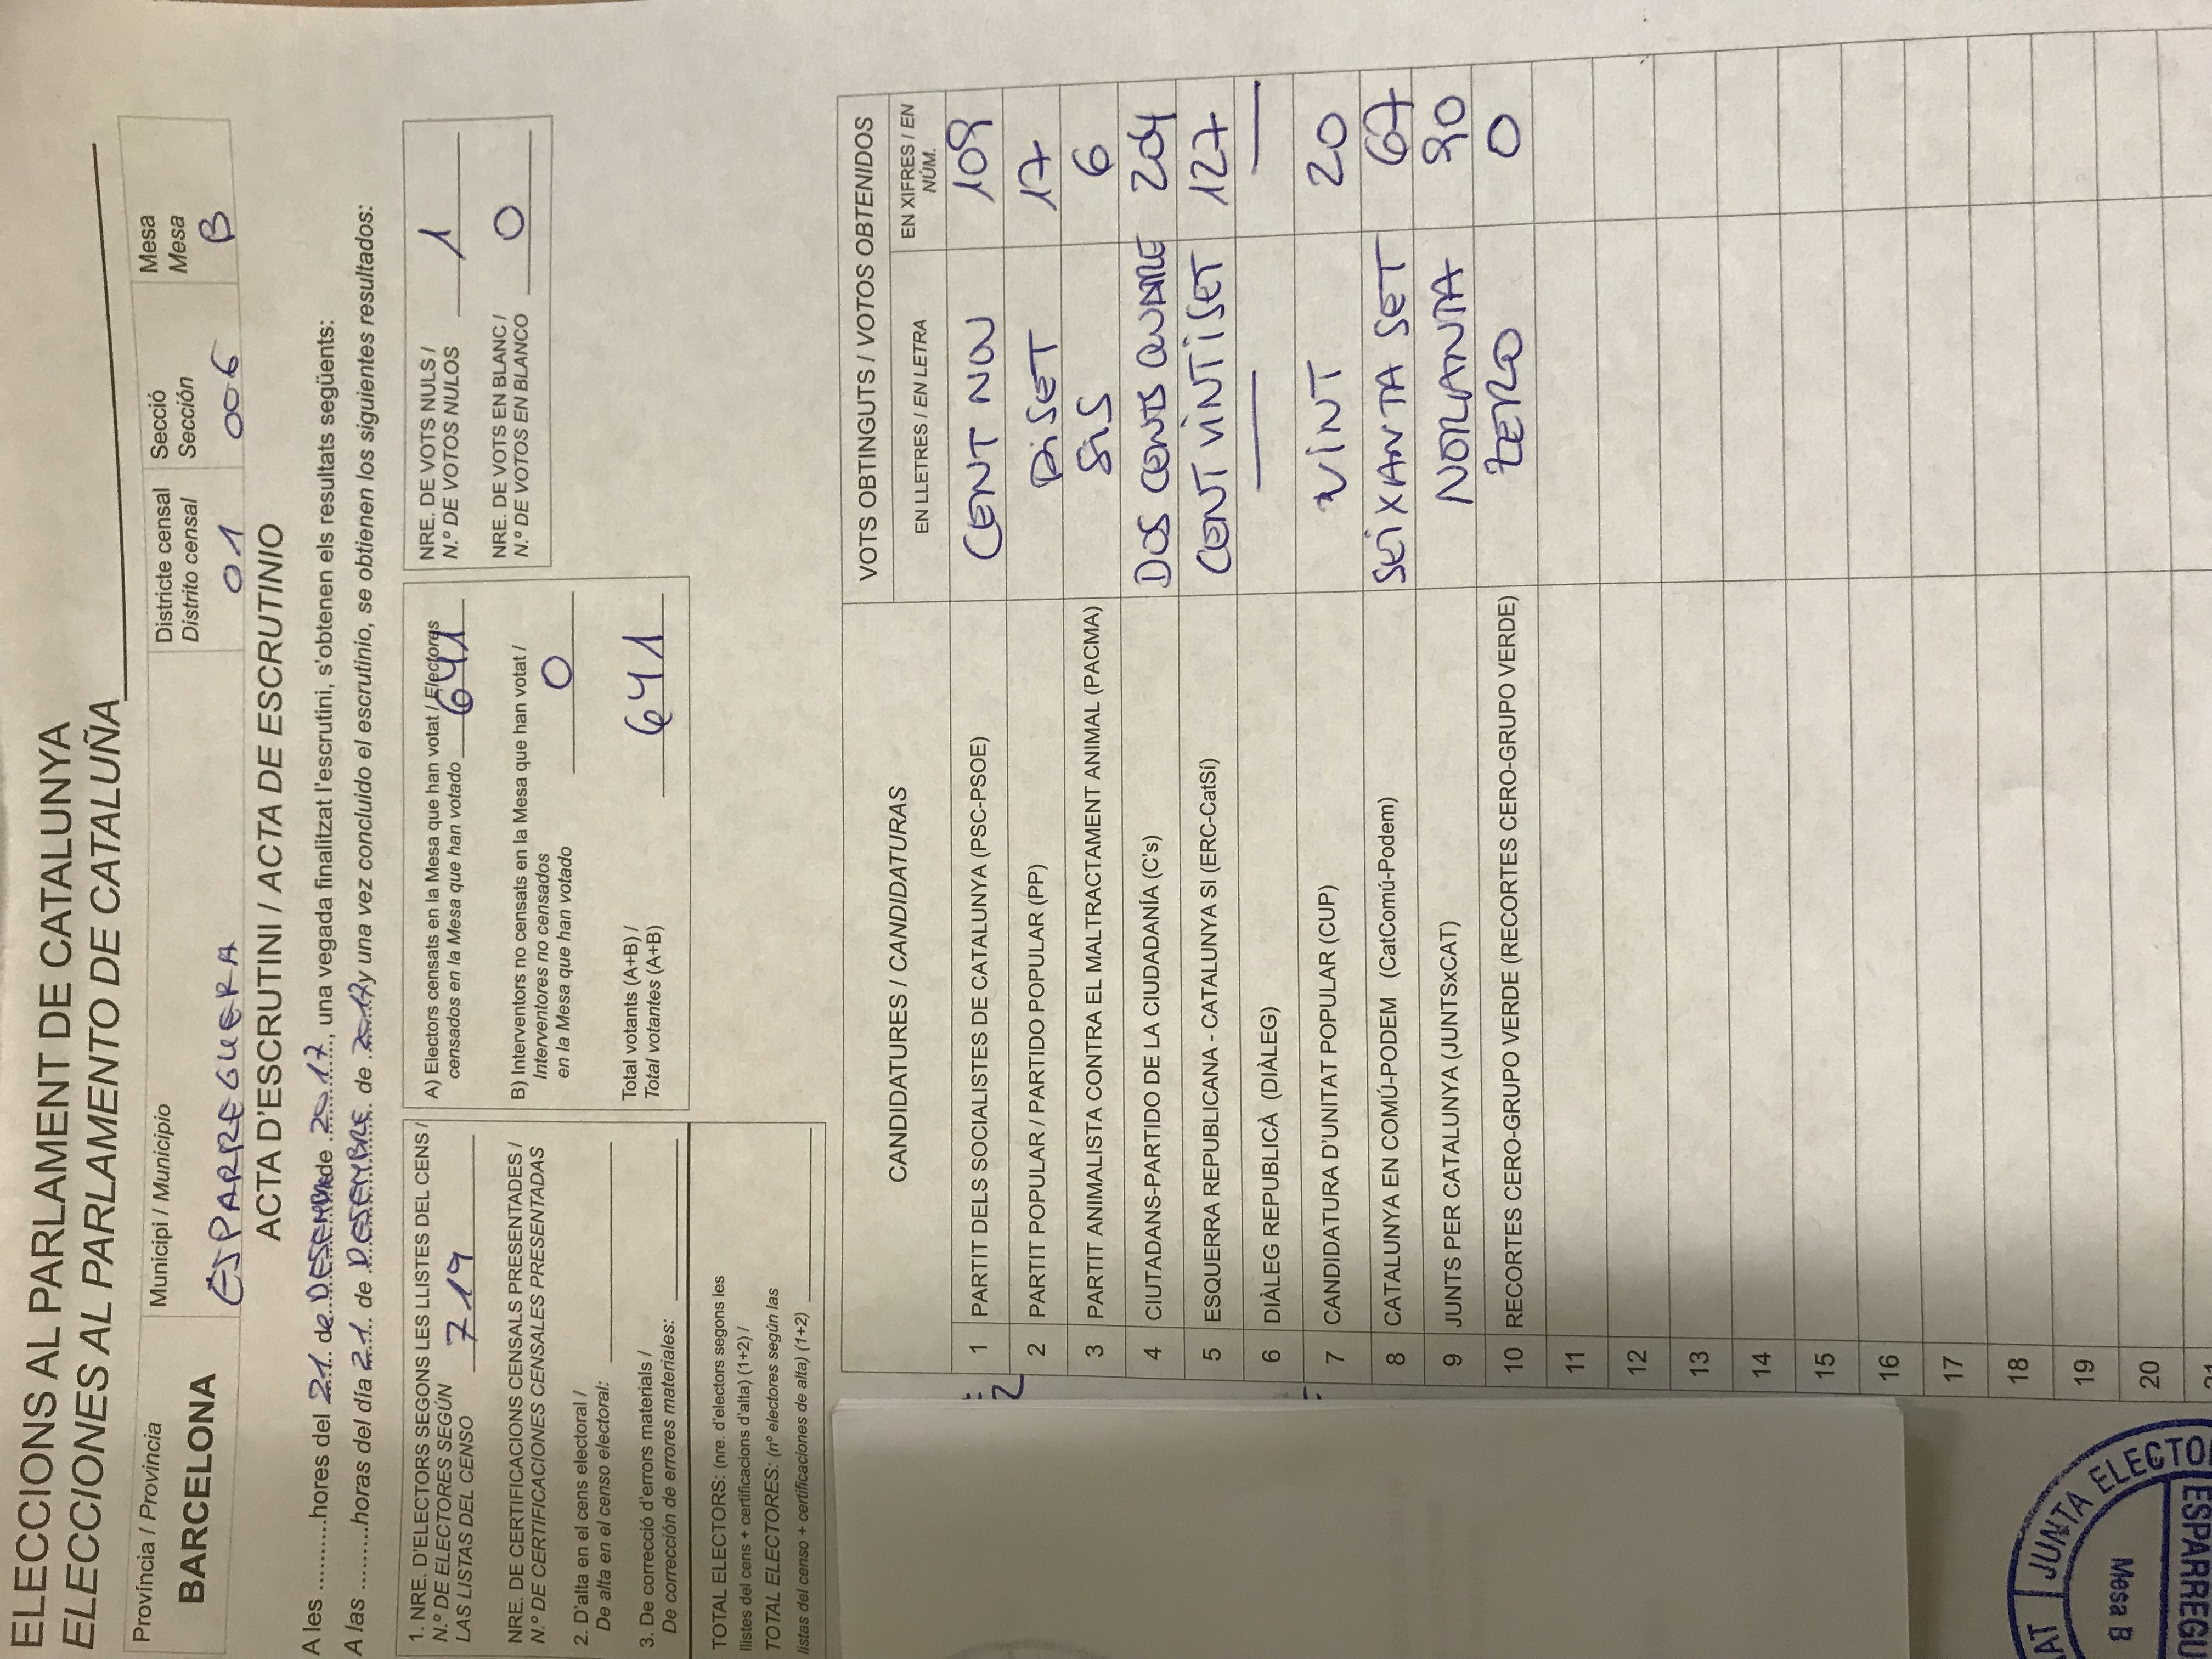 ELECCIONS AL PARLAMENT DE CATALUNYA
ELECCIONES AL PARLAMENTO DE CATALUÑA
Província / Provincia
BARCELONA
Municipi / Municipio
ESPARREGUERA
Districte censal
Distrito censal
01
Secció
Sección
006
Mesa
Mesa
B
ACTA D'ESCRUTINI / ACTA DE ESCRUTINIO
A les ..........hores del 21 de DESEMBRE de 2017, una vegada finalitzat l'escrutini, s'obtenen els resultats següents:
A las .........horas del día 21 de DESEMBRE de 2017 y una vez concluido el escrutinio, se obtienen los siguientes resultados:
1. NRE. D'ELECTORS SEGONS LES LLISTES DEL CENS /
N.º DE ELECTORES SEGÚN
LAS LISTAS DEL CENSO 719
NRE. DE CERTIFICACIONS CENSALS PRESENTADES /
N.º DE CERTIFICACIONES CENSALES PRESENTADAS
2. D'alta en el cens electoral /
De alta en el censo electoral:
3. De correcció d'errors materials /
De corrección de errores materiales:
TOTAL ELECTORS: (nre. d'electors segons les
llistes del cens + certificacions d'alta) (1+2) /
TOTAL ELECTORES: (nº electores según las
listas del censo + certificaciones de alta) (1+2)
A) Electors censats en la Mesa que han votat / Electores
censados en la Mesa que han votado 641
B) Interventors no censats en la Mesa que han votat /
Interventores no censados
en la Mesa que han votado 0
Total votants (A+B) /
Total votantes (A+B) 641
NRE. DE VOTS NULS /
N.º DE VOTOS NULOS 1
NRE. DE VOTS EN BLANC /
N.º DE VOTOS EN BLANCO 0
CANDIDATURES / CANDIDATURAS
VOTS OBTINGUTS / VOTOS OBTENIDOS
EN LLETRES / EN LETRA
EN XIFRES / EN
NÚM.
1 PARTIT DELS SOCIALISTES DE CATALUNYA (PSC-PSOE) CENT NOU 109
2 PARTIT POPULAR / PARTIDO POPULAR (PP) DiSET 17
3 PARTIT ANIMALISTA CONTRA EL MALTRACTAMENT ANIMAL (PACMA) SiS 6
4 CIUTADANS-PARTIDO DE LA CIUDADANÍA (C's) DOS CENTS QUATRE 204
5 ESQUERRA REPUBLICANA - CATALUNYA SI (ERC-CatSí) CENT ViNT i SET 127
6 DIÀLEG REPUBLICÀ (DIÀLEG)
7 CANDIDATURA D'UNITAT POPULAR (CUP) ViNT 20
8 CATALUNYA EN COMÚ-PODEM (CatComú-Podem) SEiXANTA SET 67
9 JUNTS PER CATALUNYA (JUNTSxCAT) NORANTA 90
10 RECORTES CERO-GRUPO VERDE (RECORTES CERO-GRUPO VERDE) ZERO 0
11
12
13
14
15
16
17
18
19
20
21
JUNTA ELECTO
Mesa B
ESPARREGU